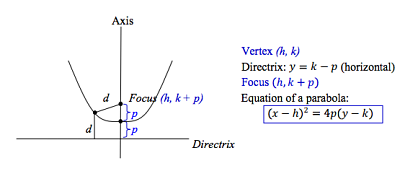 Axis
d
Focus (h, k + p)
p
d
p
Directrix
Vertex (h, k)
Directrix: y = k − p (horizontal)
Focus (h, k + p)
Equation of a parabola:
(x − h)² = 4p(y − k)